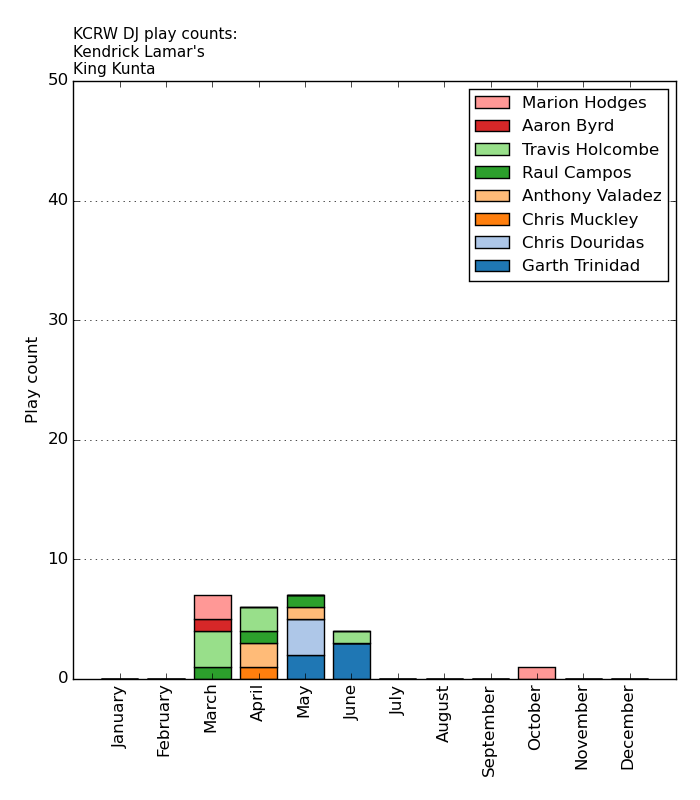 KCRW DJ play counts:
Kendrick Lamar's
King Kunta
50
40
30
20
10
0
Play count
Marion Hodges
Aaron Byrd
Travis Holcombe
Raul Campos
Anthony Valadez
Chris Muckley
Chris Douridas
Garth Trinidad
January
February
March
April
May
June
July
August
September
October
November
December